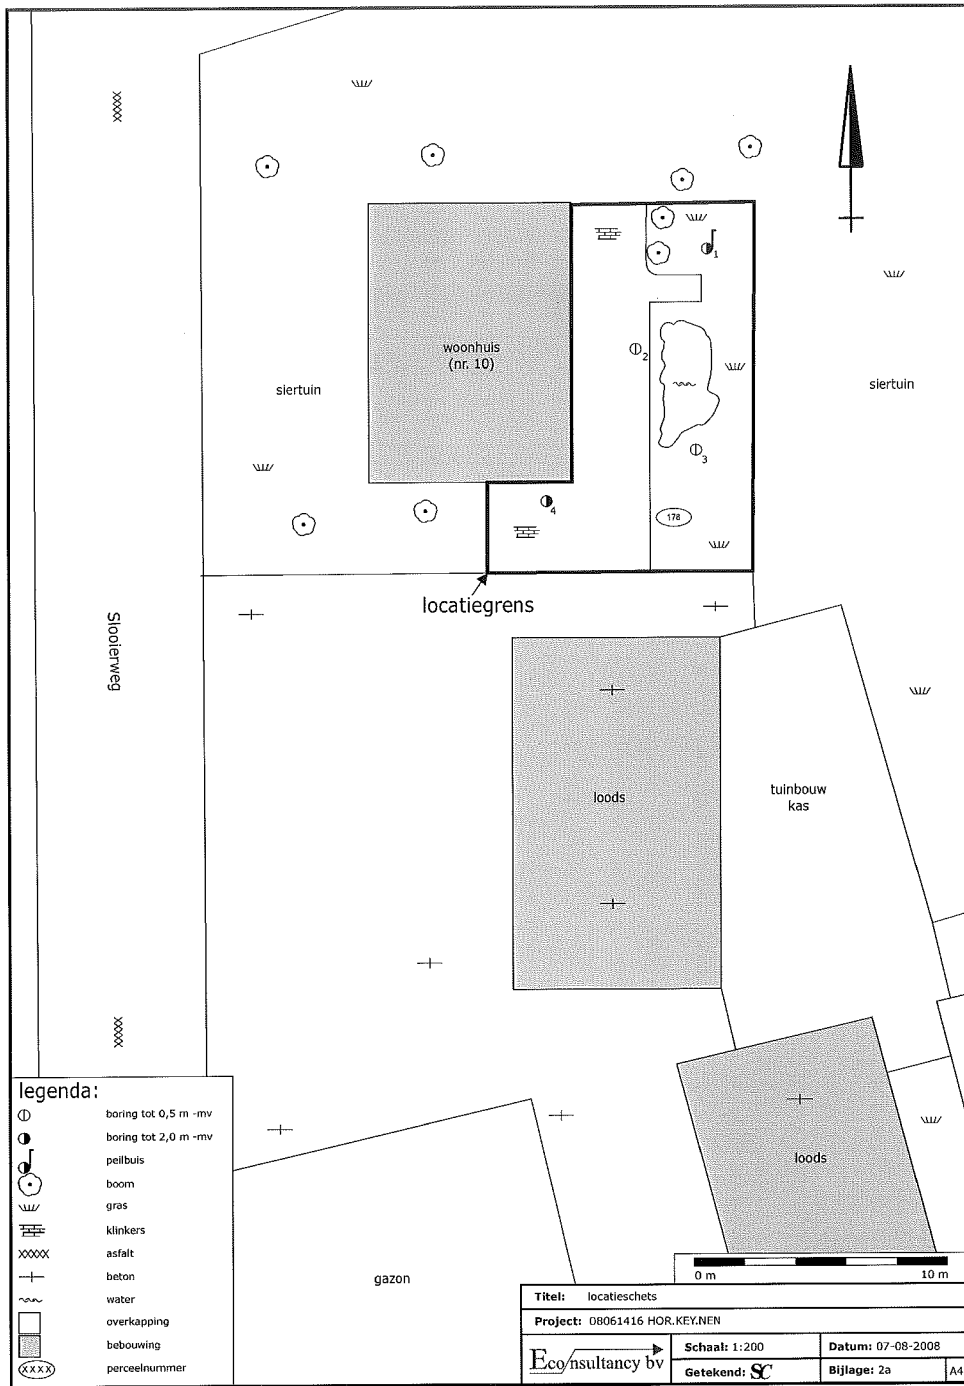 woonhuis
(nr. 10)
siertuin
siertuin
1
2
3
4
178
locatiegrens
Slooierweg
loods
tuinbouw
kas
loods
gazon
legenda:
boring tot 0,5 m -mv
boring tot 2,0 m -mv
peilbuis
boom
gras
klinkers
asfalt
beton
water
overkapping
bebouwing
XXXX perceelnummer
0 m 10 m
Titel: locatieschets
Project: 08061416 HOR.KEY.NEN
Econsultancy bv
Schaal: 1:200
Datum: 07-08-2008
Getekend: SC
Bijlage: 2a
A4